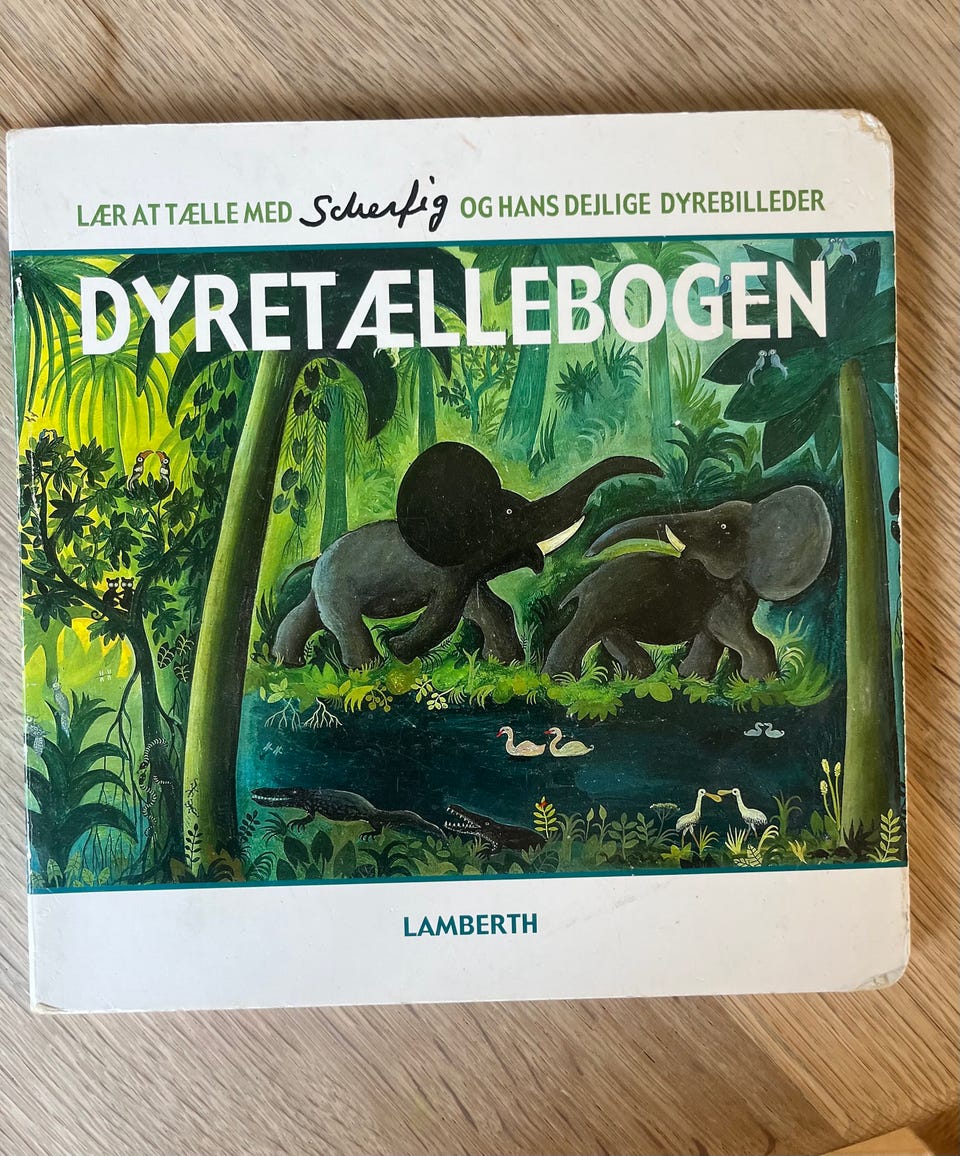 LÆR AT TÆLLE MED Scherfig OG HANS DEJLIGE DYREBILLEDER
DYRETÆLLEBOGEN
LAMBERTH